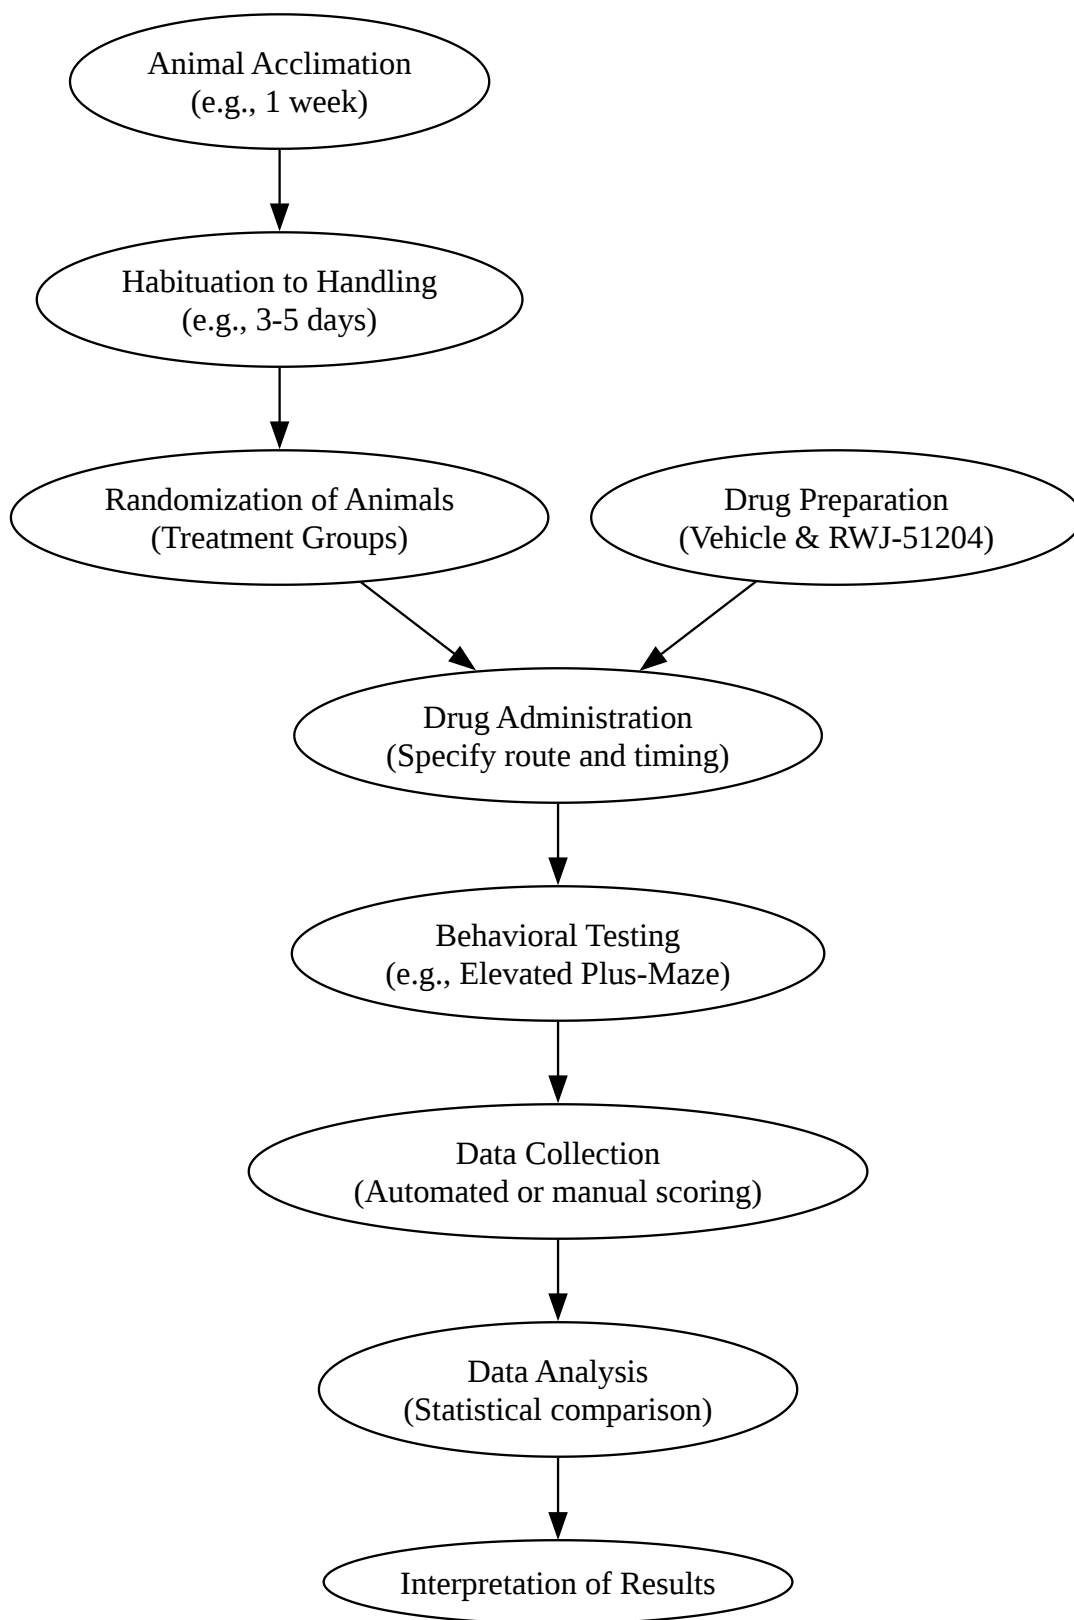 Animal Acclimation
(e.g., 1 week)
Habituation to Handling
(e.g., 3-5 days)
Randomization of Animals
(Treatment Groups)
Drug Preparation
(Vehicle & RWJ-51204)
Drug Administration
(Specify route and timing)
Behavioral Testing
(e.g., Elevated Plus-Maze)
Data Collection
(Automated or manual scoring)
Data Analysis
(Statistical comparison)
Interpretation of Results